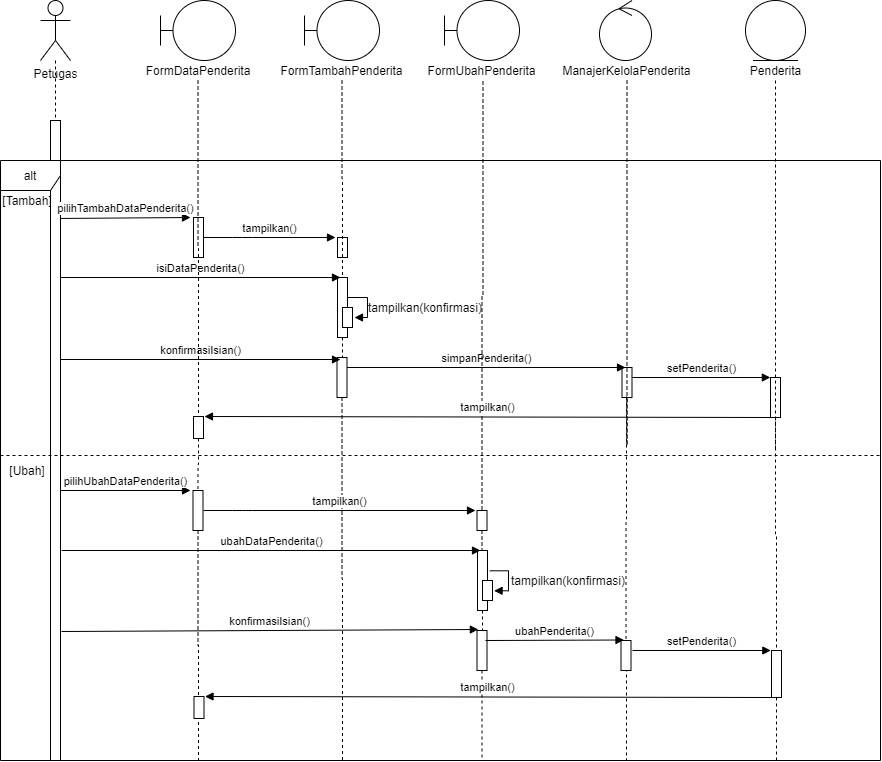 Petugas
FormDataPenderita
FormTambahPenderita
FormUbahPenderita
ManajerKelolaPenderita
Penderita
alt
[Tambah]
pilihTambahDataPenderita()
tampilkan()
isiDataPenderita()
tampilkan(konfirmasi)
konfirmasiIsian()
simpanPenderita()
setPenderita()
tampilkan()
[Ubah]
pilihUbahDataPenderita()
tampilkan()
ubahDataPenderita()
tampilkan(konfirmasi)
konfirmasiIsian()
ubahPenderita()
setPenderita()
tampilkan()